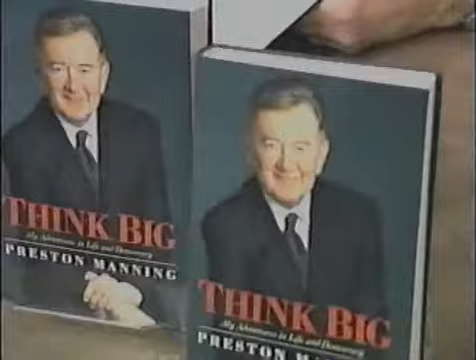 THINK BIG
My Adventures in Life and Democracy
PRESTON MANNING
THINK BIG
My Adventures in Life and Democracy
PRESTON